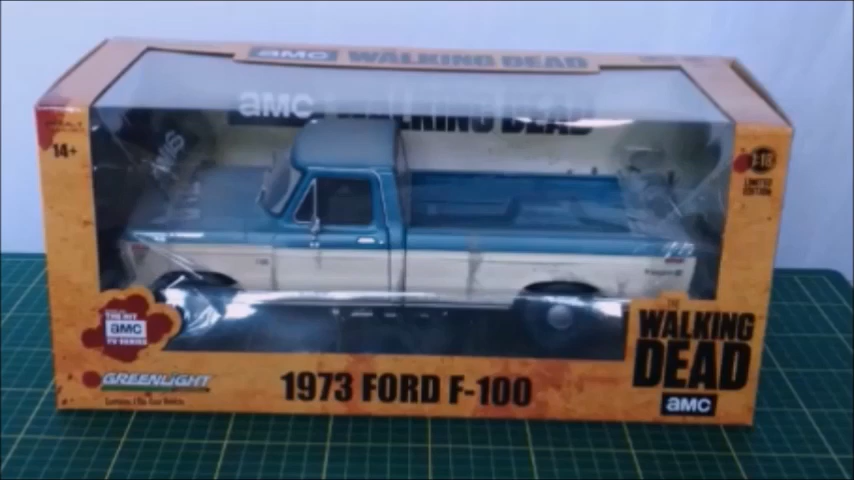 amc WALKING DEAD
amc WALKING DEAD
14+
1:18
LIMITED
EDITION
THE HIT
amc
TV SERIES
GREENLIGHT
1973 FORD F-100
THE
WALKING
DEAD
amc